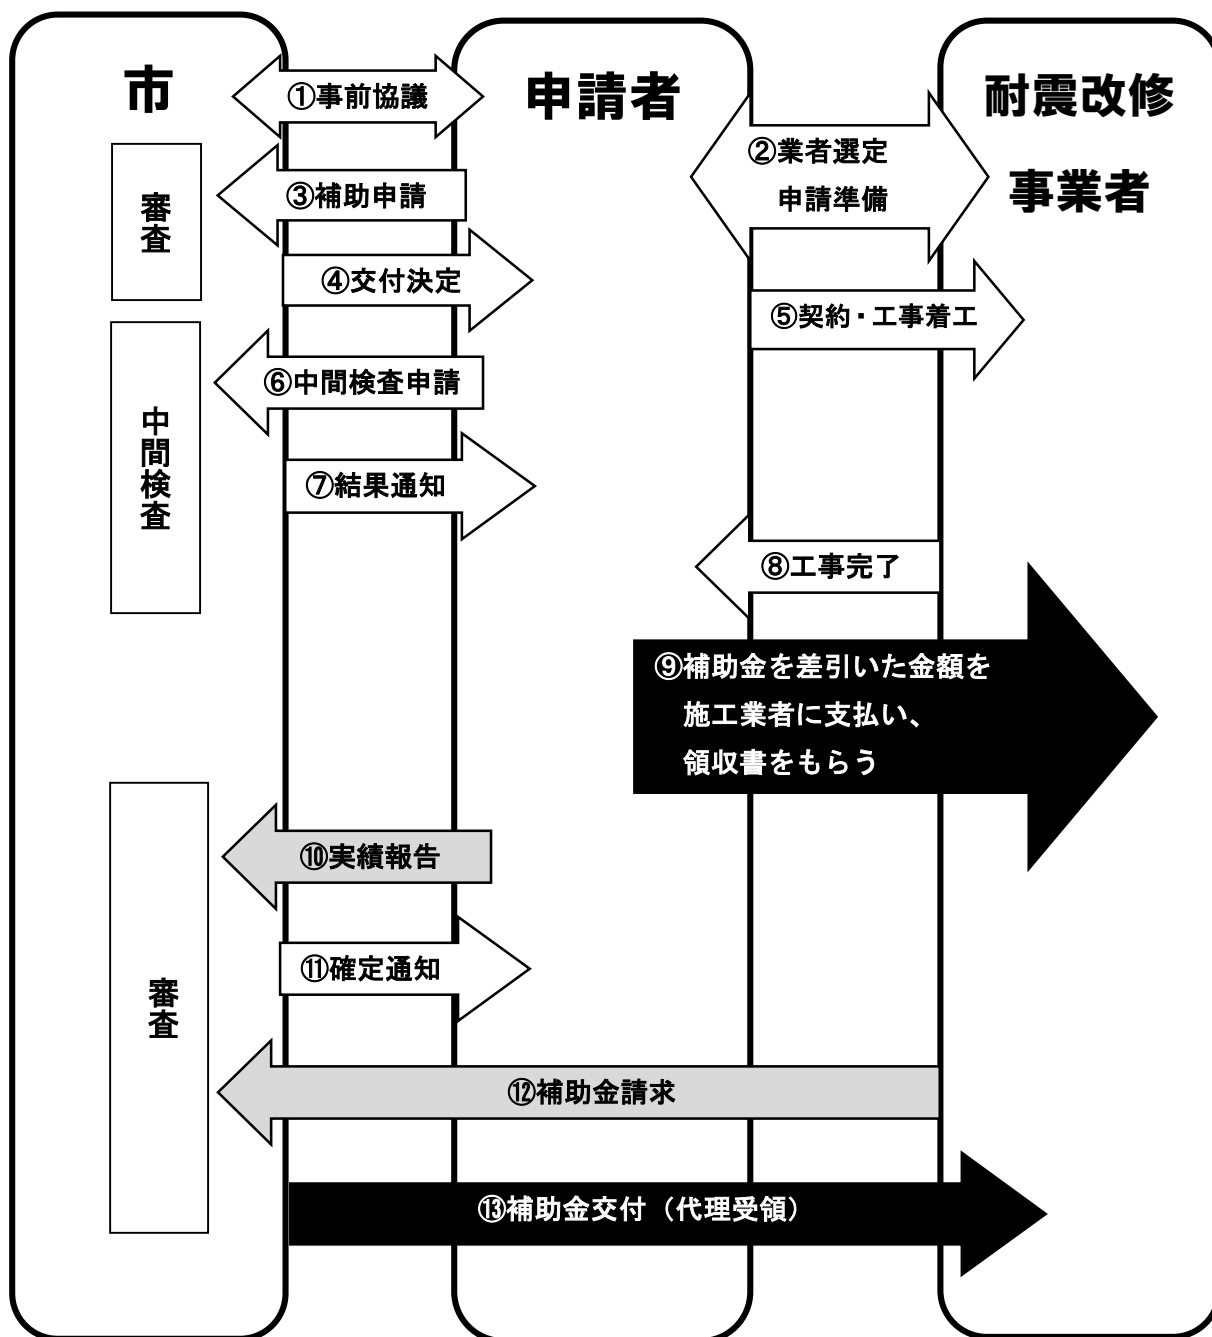 市
申請者
耐震改修
事業者
①事前協議
②業者選定
申請準備
審査
③補助申請
④交付決定
⑤契約・工事着工
中間検査
⑥中間検査申請
⑦結果通知
⑧工事完了
⑨補助金を差引いた金額を
施工業者に支払い、
領収書をもらう
審査
⑩実績報告
⑪確定通知
⑫補助金請求
⑬補助金交付（代理受領）